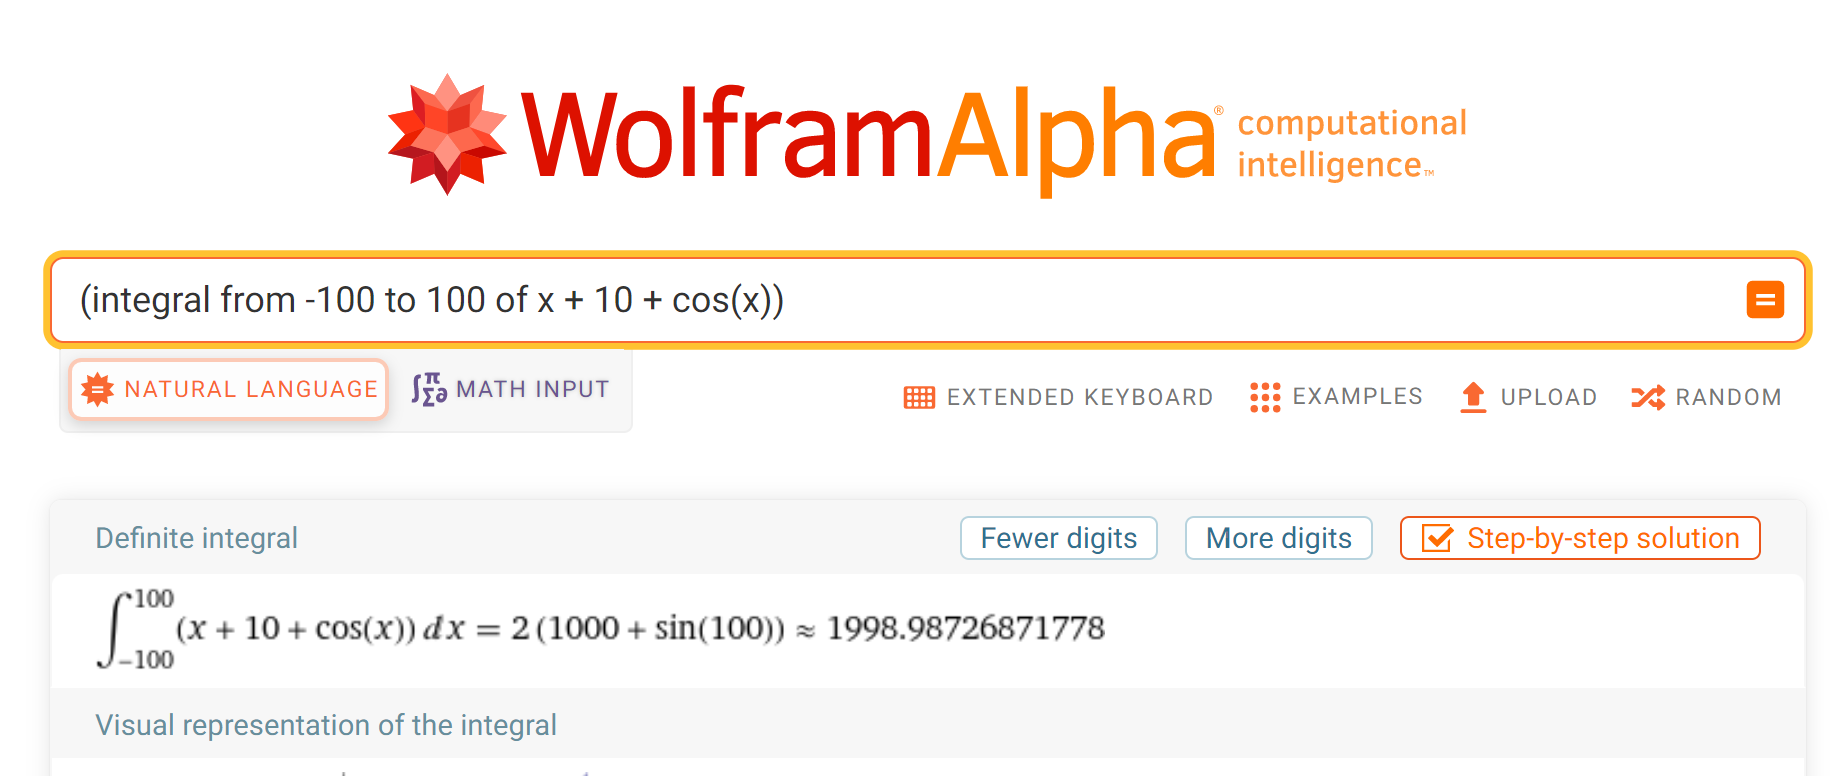 WolframAlpha® computational intelligence™
(integral from -100 to 100 of x + 10 + cos(x))
=
NATURAL LANGUAGE
∫π∑∂ MATH INPUT
EXTENDED KEYBOARD
EXAMPLES
UPLOAD
RANDOM
Definite integral
Fewer digits
More digits
Step-by-step solution
∫_{-100}^{100} (x + 10 + cos(x)) dx = 2 (1000 + sin(100)) ≈ 1998.98726871778
Visual representation of the integral